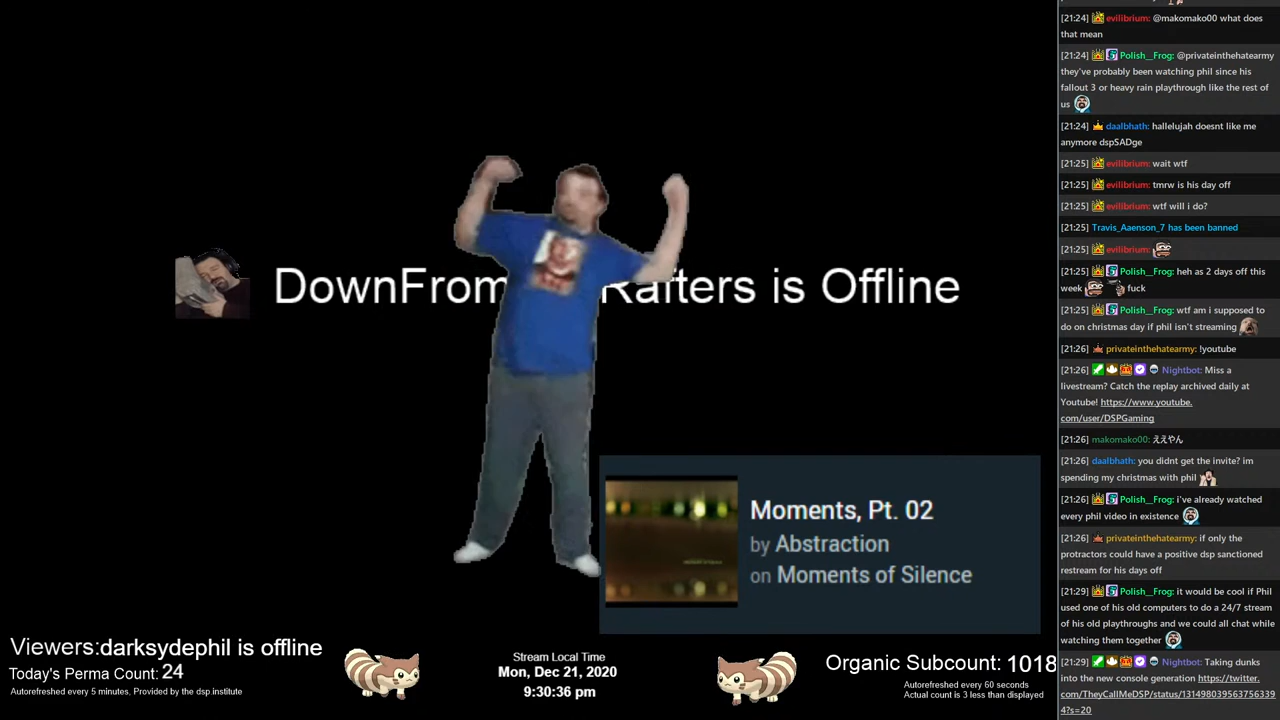 DownFrom Rafters is Offline
Moments, Pt. 02
by Abstraction
on Moments of Silence
Viewers:darksydephil is offline
Today's Perma Count: 24
Autorefreshed every 5 minutes, Provided by the dsp institute
Stream Local Time
Mon, Dec 21, 2020
9:30:36 pm
Organic Subcount: 1018
Autorefreshed every 60 seconds
Actual count is 3 less than displayed
[21:24] evilibrium: @makomako00 what does
that mean
[21:24] Polish__Frog: @privateinthehatearmy
they've probably been watching phil since his
fallout 3 or heavy rain playthrough like the rest of
us
[21:24] daalbhath: hallelujah doesnt like me
anymore dspSADge
[21:25] evilibrium: wait wtf
[21:25] evilibrium: tmrw is his day off
[21:25] evilibrium: wtf will i do?
[21:25] Travis_Aaenson_7 has been banned
[21:25] evilibrium:
[21:25] Polish__Frog: heh as 2 days off this
week fuck
[21:25] Polish__Frog: wtf am i supposed to
do on christmas day if phil isn't streaming
[21:26] privateinthehatearmy: !youtube
[21:26] Nightbot: Miss a
livestream? Catch the replay archived daily at
Youtube! https://www.youtube.
com/user/DSPGaming
[21:26] makomako00: ええやん
[21:26] daalbhath: you didnt get the invite? im
spending my christmas with phil
[21:26] Polish__Frog: i've already watched
every phil video in existence
[21:26] privateinthehatearmy: if only the
protractors could have a positive dsp sanctioned
restream for his days off
[21:29] Polish__Frog: it would be cool if Phil
used one of his old computers to do a 24/7 stream
of his old playthroughs and we could all chat while
watching them together
[21:29] Nightbot: Taking dunks
into the new console generation https://twitter.
com/TheyCallMeDSP/status/131498039563756339
4?s=20